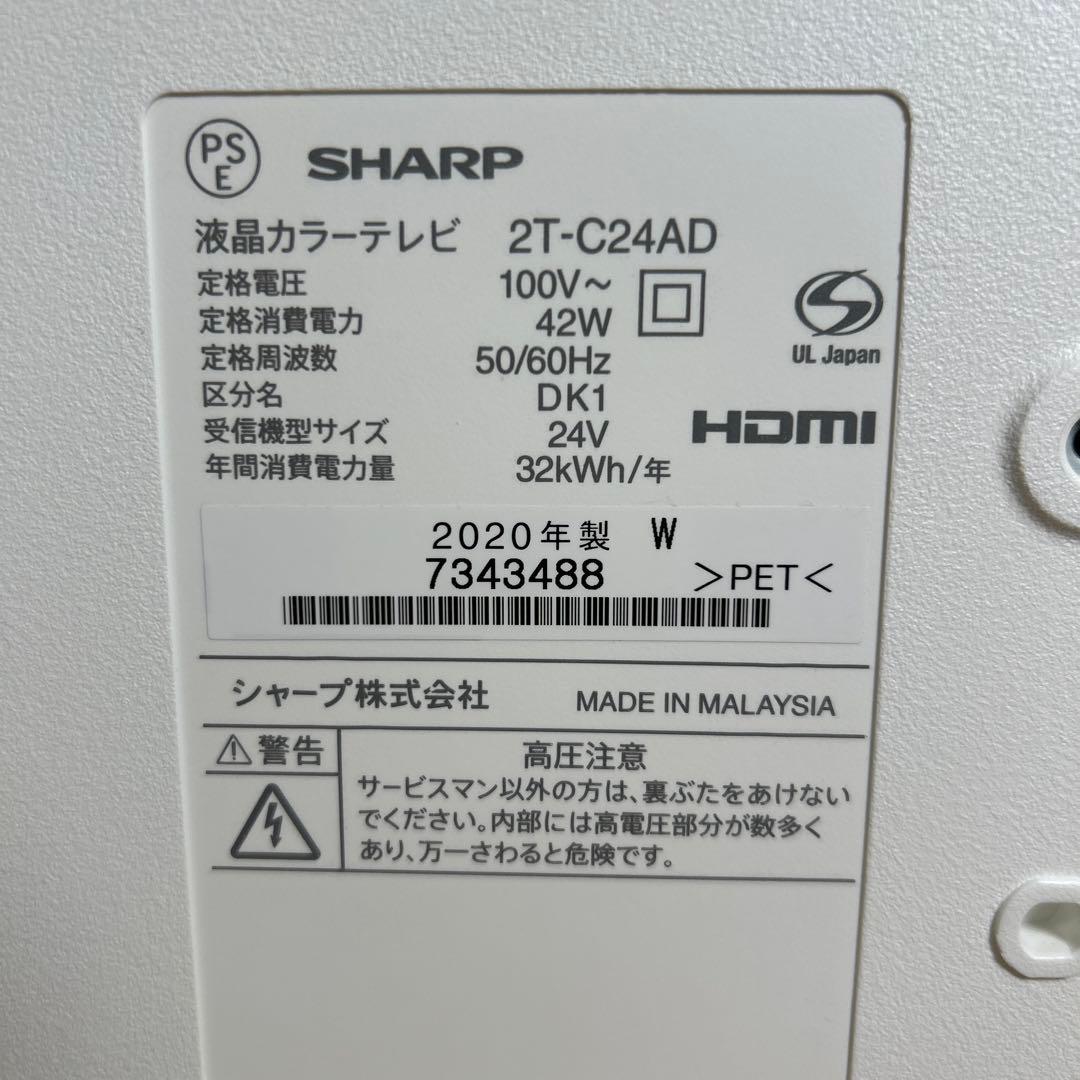 PSE SHARP
液晶カラーテレビ 2T-C24AD
定格電圧 100V～
定格消費電力 42W
定格周波数 50/60Hz
UL Japan
区分名 DK1
HDMI
受信機型サイズ 24V
年間消費電力量 32kWh/年
2020年製 W
7343488 >PET<
シャープ株式会社 MADE IN MALAYSIA
警告 高圧注意
サービスマン以外の方は、裏ぶたをあけない
でください。内部には高電圧部分が数多く
あり、万一さわると危険です。